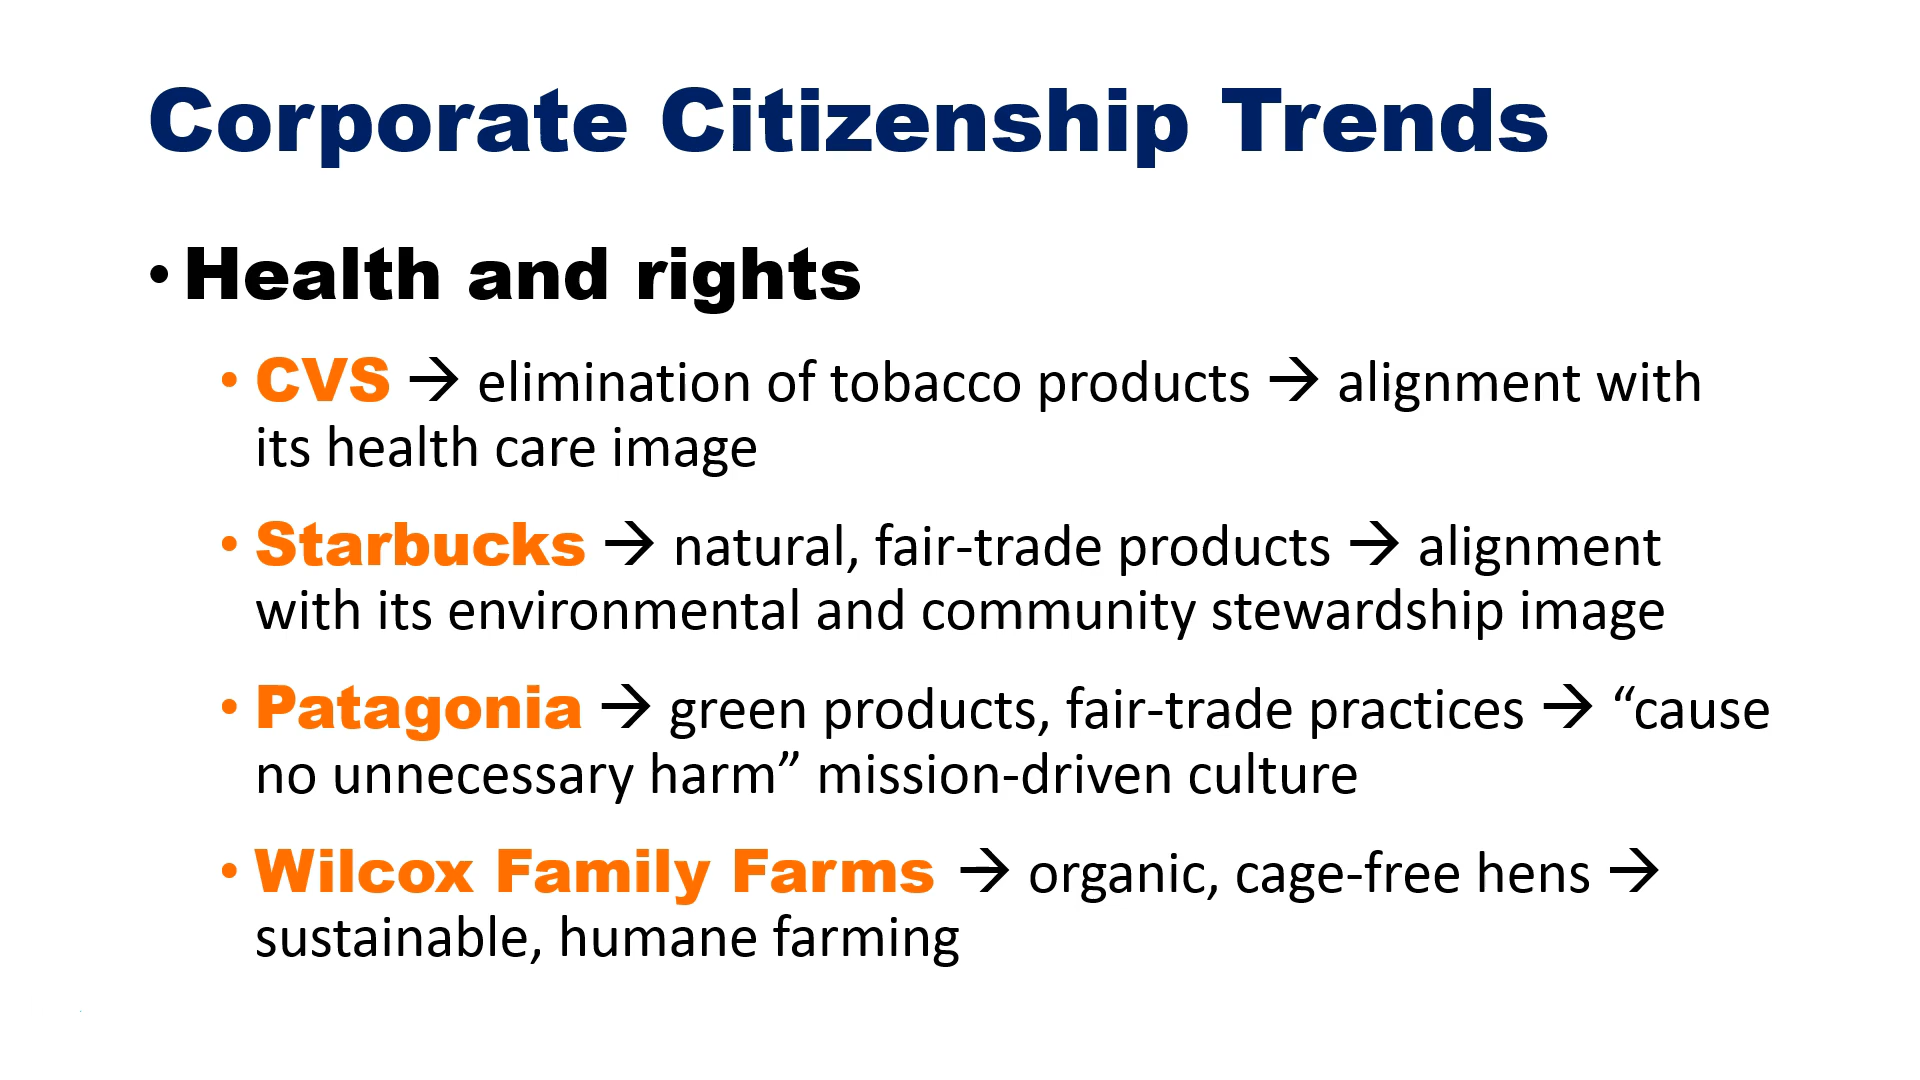 Corporate Citizenship Trends
• Health and rights
• CVS → elimination of tobacco products → alignment with
its health care image
• Starbucks → natural, fair-trade products → alignment
with its environmental and community stewardship image
• Patagonia → green products, fair-trade practices → “cause
no unnecessary harm” mission-driven culture
• Wilcox Family Farms → organic, cage-free hens →
sustainable, humane farming